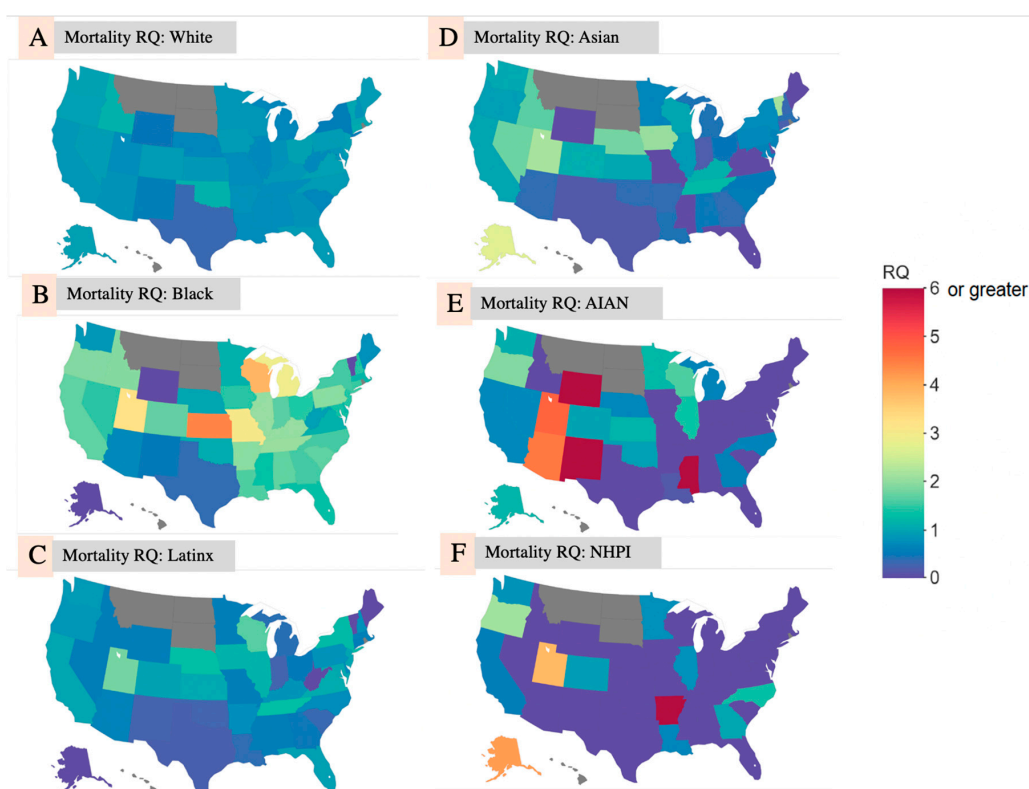 A Mortality RQ: White
D Mortality RQ: Asian
B Mortality RQ: Black
E Mortality RQ: AIAN
C Mortality RQ: Latinx
F Mortality RQ: NHPI
RQ
6 or greater
5
4
3
2
1
0